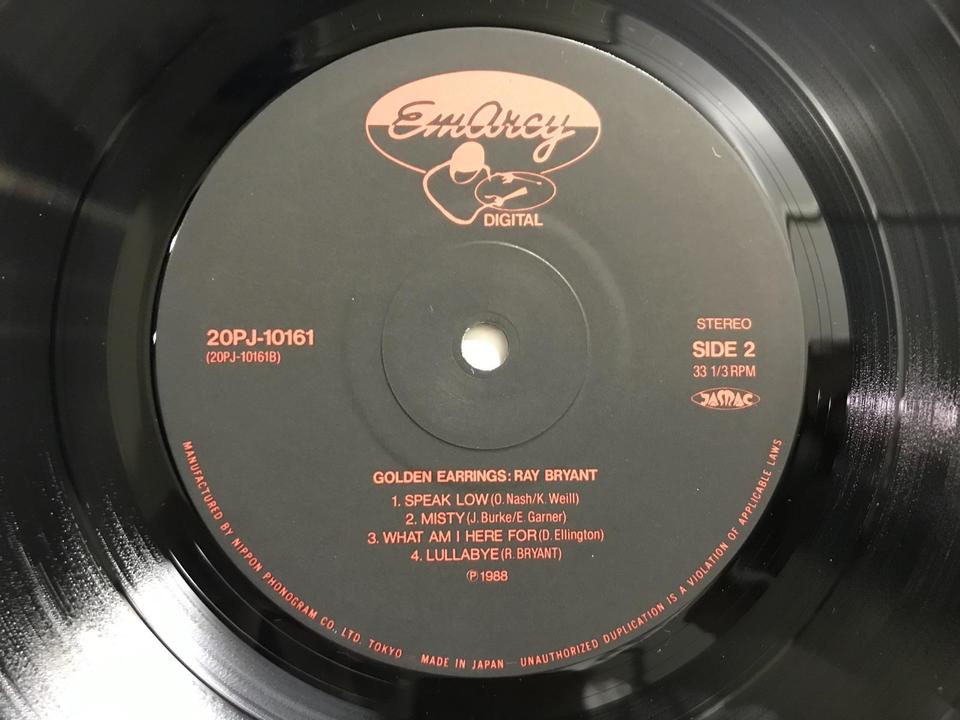 EmArcy
DIGITAL
20PJ-10161
(20PJ-10161B)
STEREO
SIDE 2
33 1/3 RPM
JASRAC
GOLDEN EARRINGS: RAY BRYANT
1. SPEAK LOW (O. Nash/K. Weill)
2. MISTY (J. Burke/E. Garner)
3. WHAT AM I HERE FOR (D. Ellington)
4. LULLABYE (R. BRYANT)
Ⓟ1988
MANUFACTURED BY NIPPON PHONOGRAM CO., LTD. TOKYO — MADE IN JAPAN — UNAUTHORIZED DUPLICATION IS A VIOLATION OF APPLICABLE LAWS